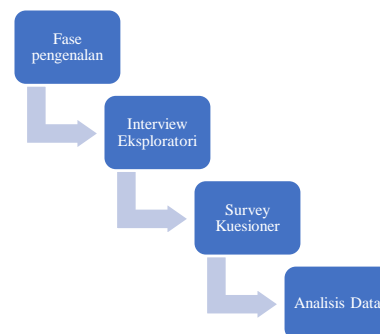 Fase
pengenalan
Interview
Eksploratori
Survey
Kuesioner
Analisis Data